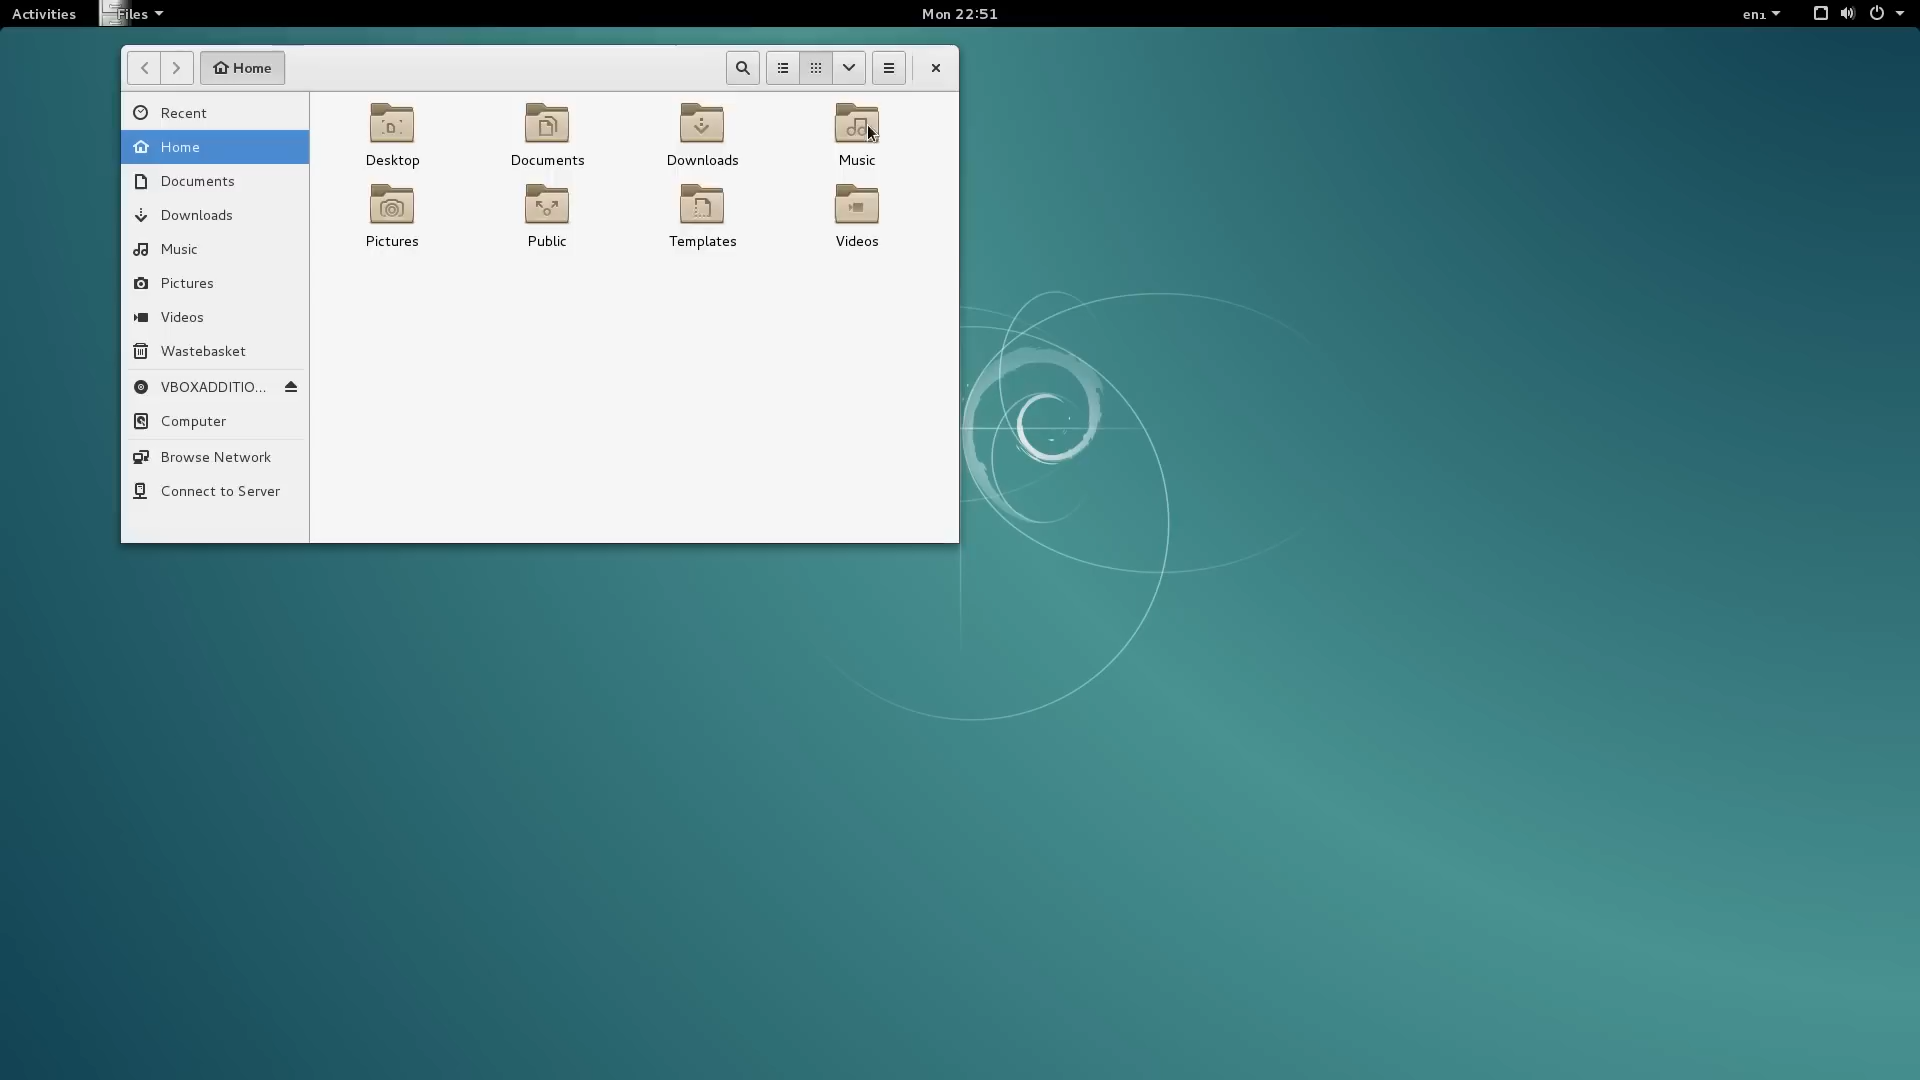 Activities Files Mon 22:51 en₁
Home
Recent
Home
Documents
Downloads
Music
Pictures
Videos
Wastebasket
VBOXADDITIO...
Computer
Browse Network
Connect to Server
Desktop Documents Downloads Music
Pictures Public Templates Videos